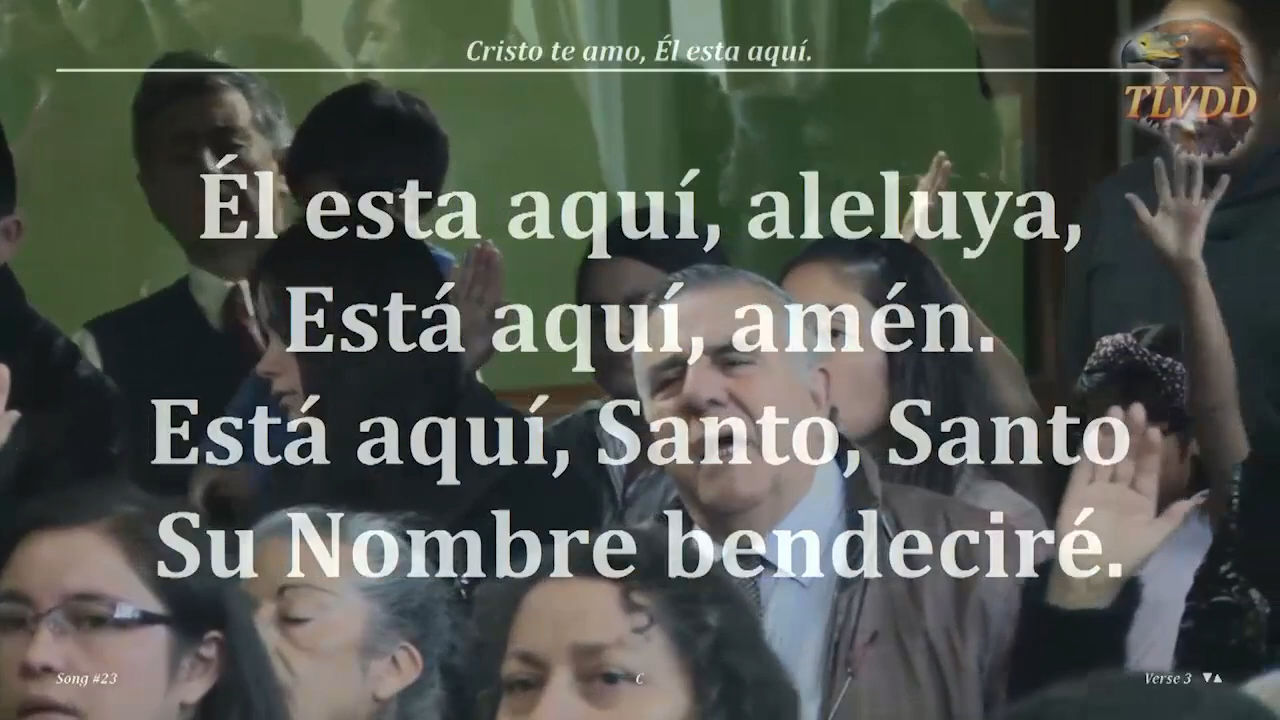 Cristo te amo, Él esta aquí.
TLVDD
Él esta aquí, aleluya,
Está aquí, amén.
Está aquí, Santo, Santo
Su Nombre bendeciré.
Song #23
C
Verse 3 ▼▲